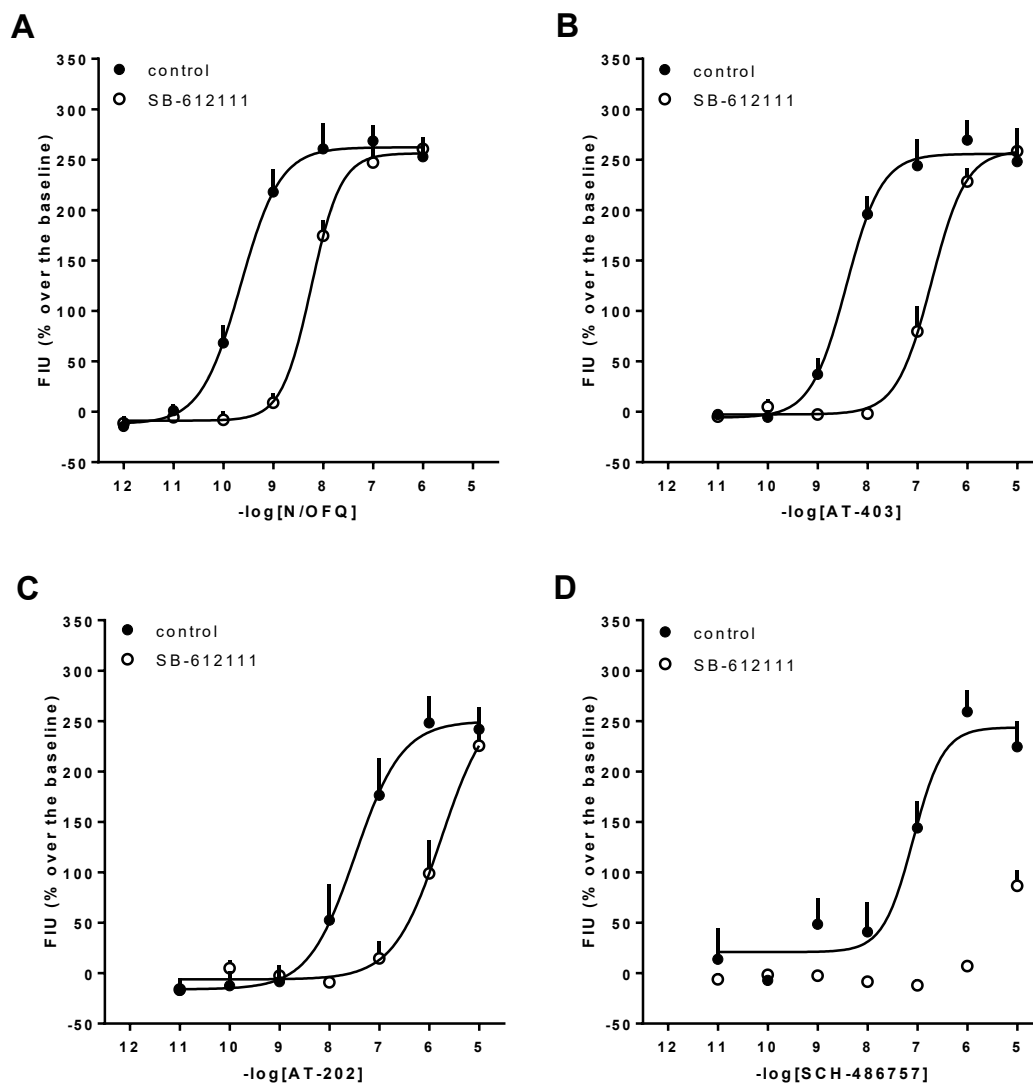 A
control
SB-612111
350
300
250
200
150
100
50
0
-50
FIU (% over the baseline)
12 11 10 9 8 7 6 5
-log[N/OFQ]
B
control
SB-612111
350
300
250
200
150
100
50
0
-50
FIU (% over the baseline)
12 11 10 9 8 7 6 5
-log[AT-403]
C
control
SB-612111
350
300
250
200
150
100
50
0
-50
FIU (% over the baseline)
12 11 10 9 8 7 6 5
-log[AT-202]
D
control
SB-612111
350
300
250
200
150
100
50
0
-50
FIU (% over the baseline)
12 11 10 9 8 7 6 5
-log[SCH-486757]